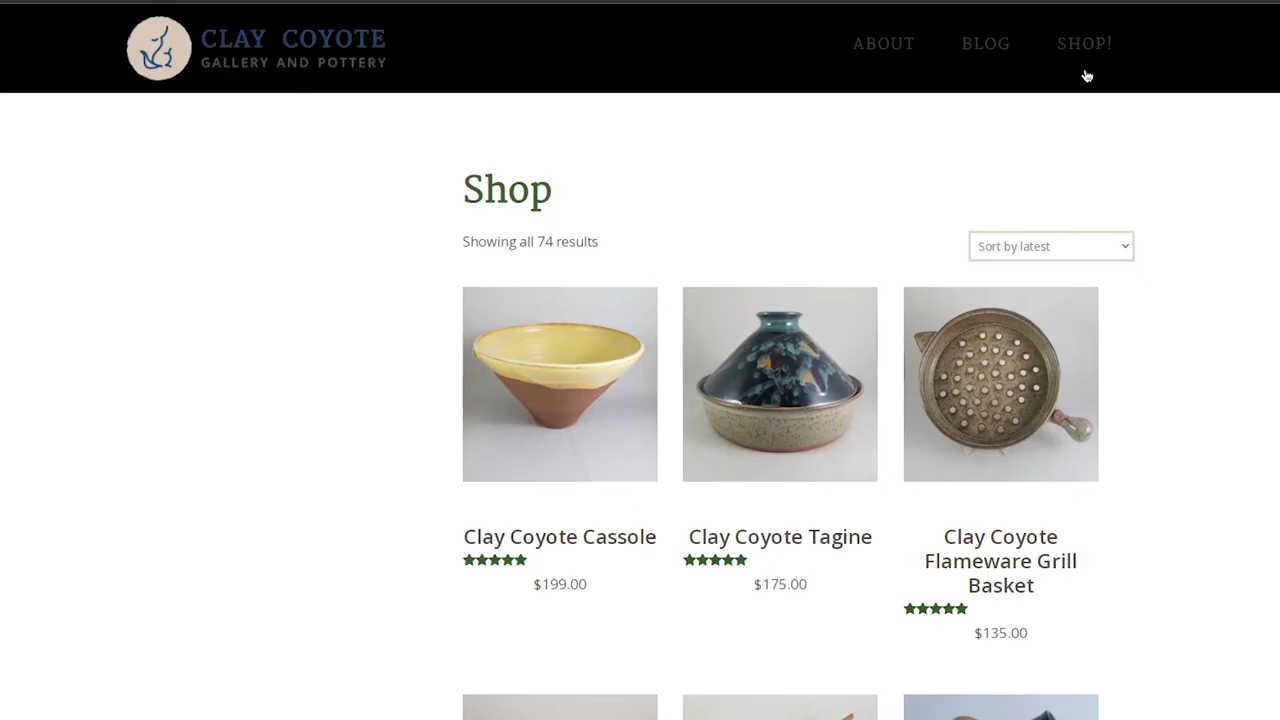 CLAY COYOTE
GALLERY AND POTTERY
ABOUT BLOG SHOP!
Shop
Showing all 74 results
Sort by latest
Clay Coyote Cassole
$199.00
Clay Coyote Tagine
$175.00
Clay Coyote
Flameware Grill
Basket
$135.00